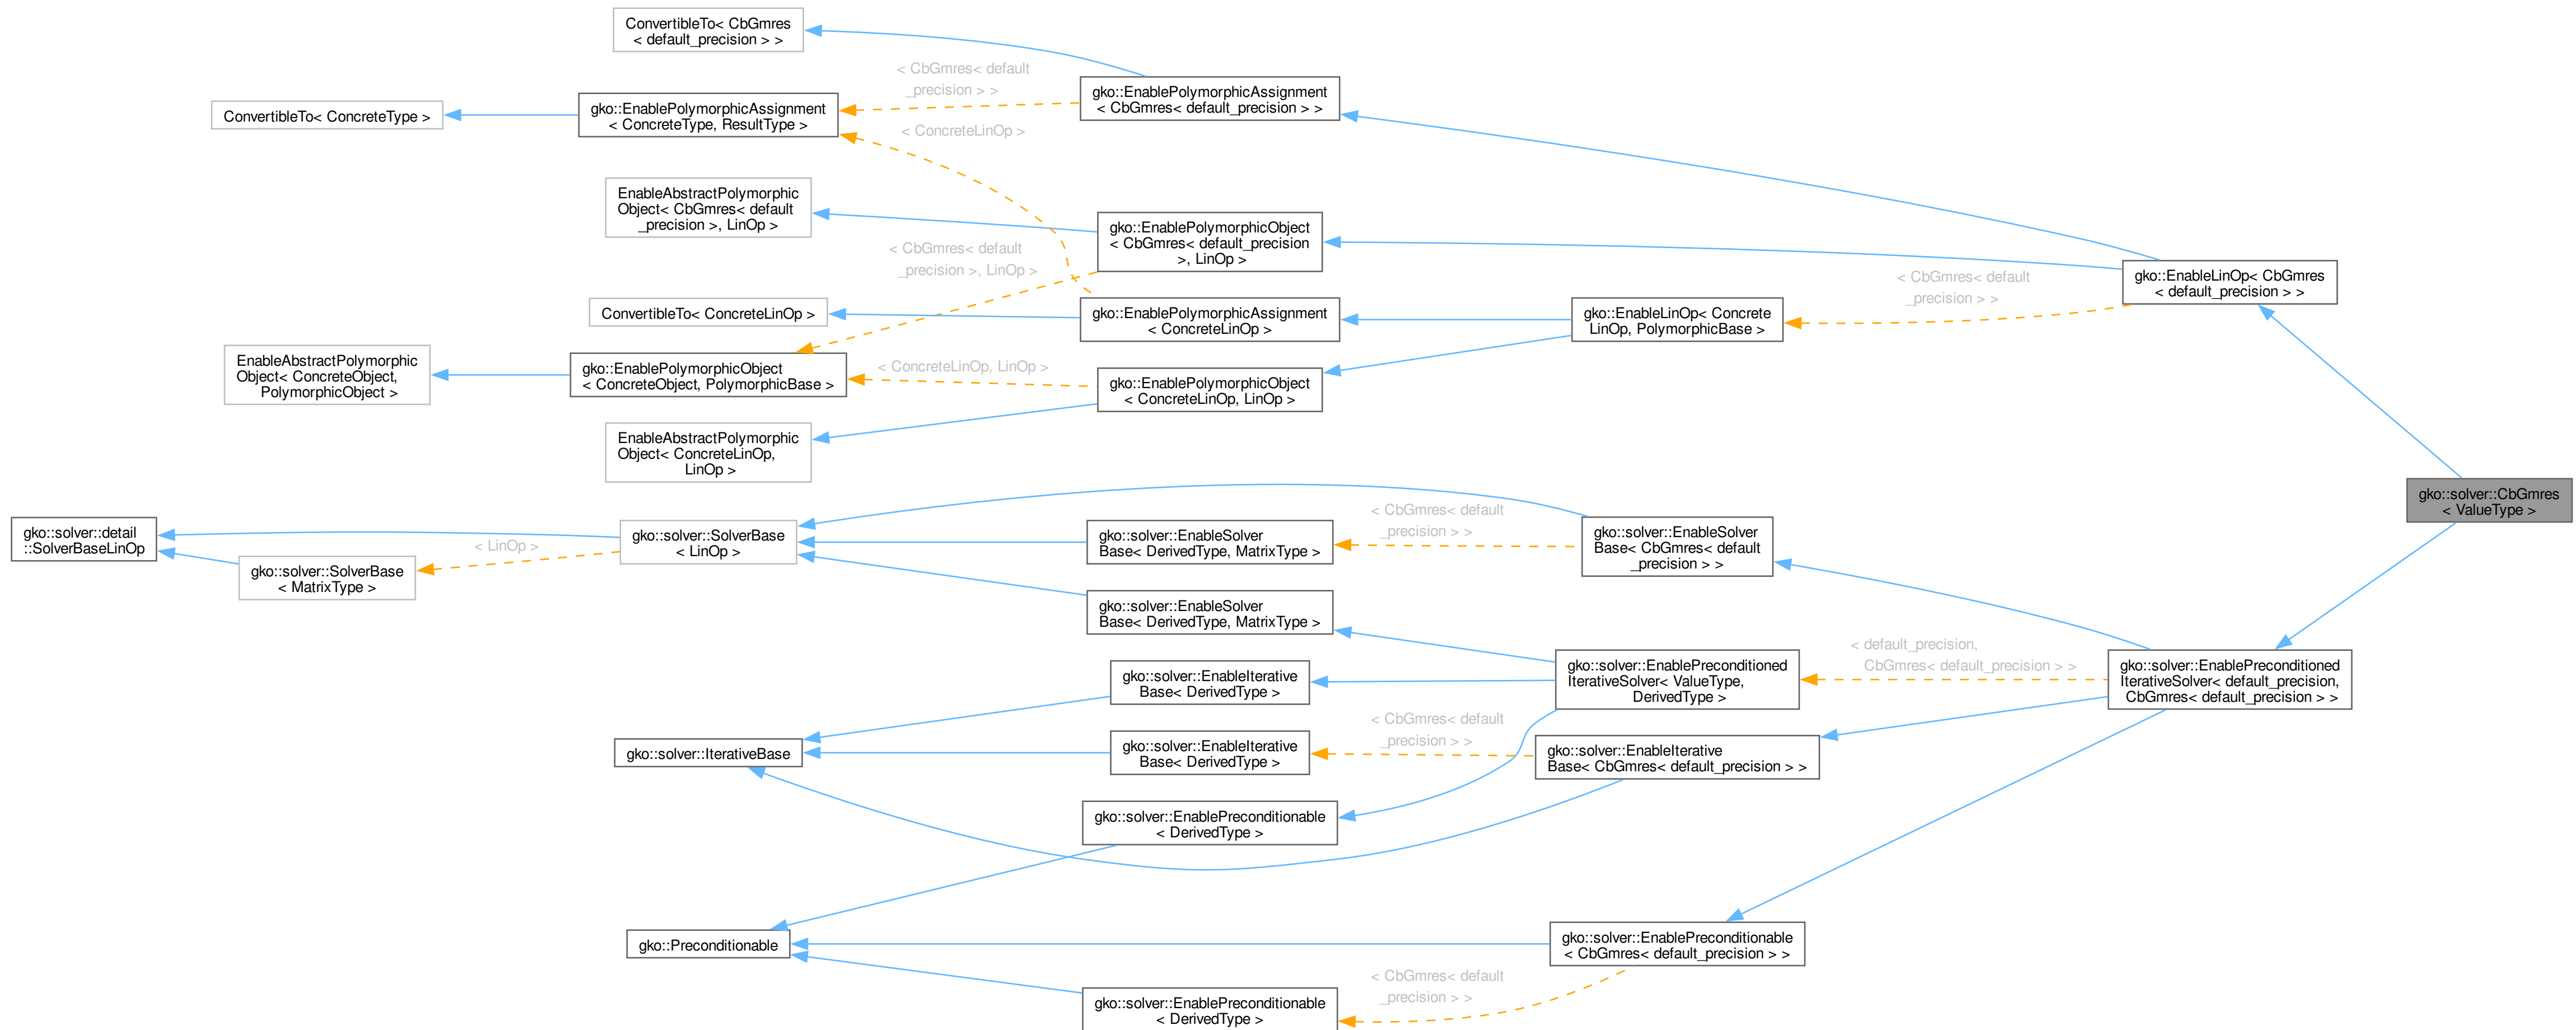 ConvertibleTo< CbGmres
< default_precision > >
< CbGmres< default
_precision > >
gko::EnablePolymorphicAssignment
< CbGmres< default_precision > >
ConvertibleTo< ConcreteType >
gko::EnablePolymorphicAssignment
< ConcreteType, ResultType >
< ConcreteLinOp >
EnableAbstractPolymorphic
Object< CbGmres< default
_precision >, LinOp >
gko::EnablePolymorphicObject
< CbGmres< default_precision
>, LinOp >
< CbGmres< default
_precision >, LinOp >
gko::EnableLinOp< CbGmres
< default_precision > >
< CbGmres< default
_precision > >
ConvertibleTo< ConcreteLinOp >
gko::EnablePolymorphicAssignment
< ConcreteLinOp >
gko::EnableLinOp< Concrete
LinOp, PolymorphicBase >
EnableAbstractPolymorphic
Object< ConcreteObject,
PolymorphicObject >
gko::EnablePolymorphicObject
< ConcreteObject, PolymorphicBase >
< ConcreteLinOp, LinOp >
gko::EnablePolymorphicObject
< ConcreteLinOp, LinOp >
EnableAbstractPolymorphic
Object< ConcreteLinOp,
LinOp >
gko::solver::CbGmres
< ValueType >
gko::solver::detail
::SolverBaseLinOp
< LinOp >
gko::solver::SolverBase
< LinOp >
gko::solver::SolverBase
< MatrixType >
gko::solver::EnableSolver
Base< DerivedType, MatrixType >
< CbGmres< default
_precision > >
gko::solver::EnableSolver
Base< CbGmres< default
_precision > >
gko::solver::EnableSolver
Base< DerivedType, MatrixType >
gko::solver::EnableIterative
Base< DerivedType >
gko::solver::EnablePreconditioned
IterativeSolver< ValueType,
DerivedType >
< default_precision,
CbGmres< default_precision > >
gko::solver::EnablePreconditioned
IterativeSolver< default_precision,
CbGmres< default_precision > >
gko::solver::IterativeBase
gko::solver::EnableIterative
Base< DerivedType >
< CbGmres< default
_precision > >
gko::solver::EnableIterative
Base< CbGmres< default_precision > >
gko::solver::EnablePreconditionable
< DerivedType >
gko::Preconditionable
gko::solver::EnablePreconditionable
< CbGmres< default_precision > >
< CbGmres< default
_precision > >
gko::solver::EnablePreconditionable
< DerivedType >